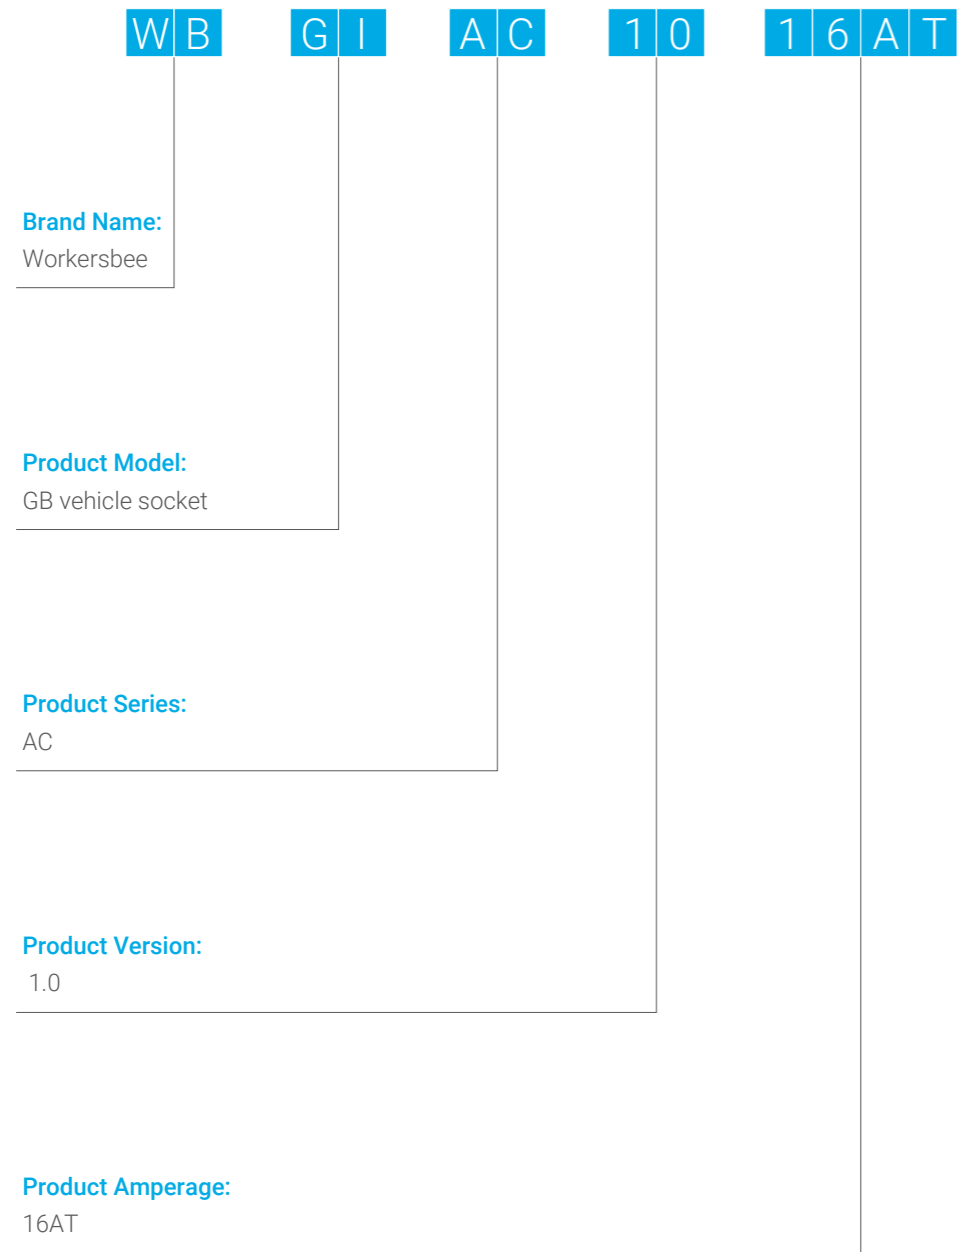 WB GI AC 10 16AT
Brand Name:
Workersbee
Product Model:
GB vehicle socket
Product Series:
AC
Product Version:
1.0
Product Amperage:
16AT